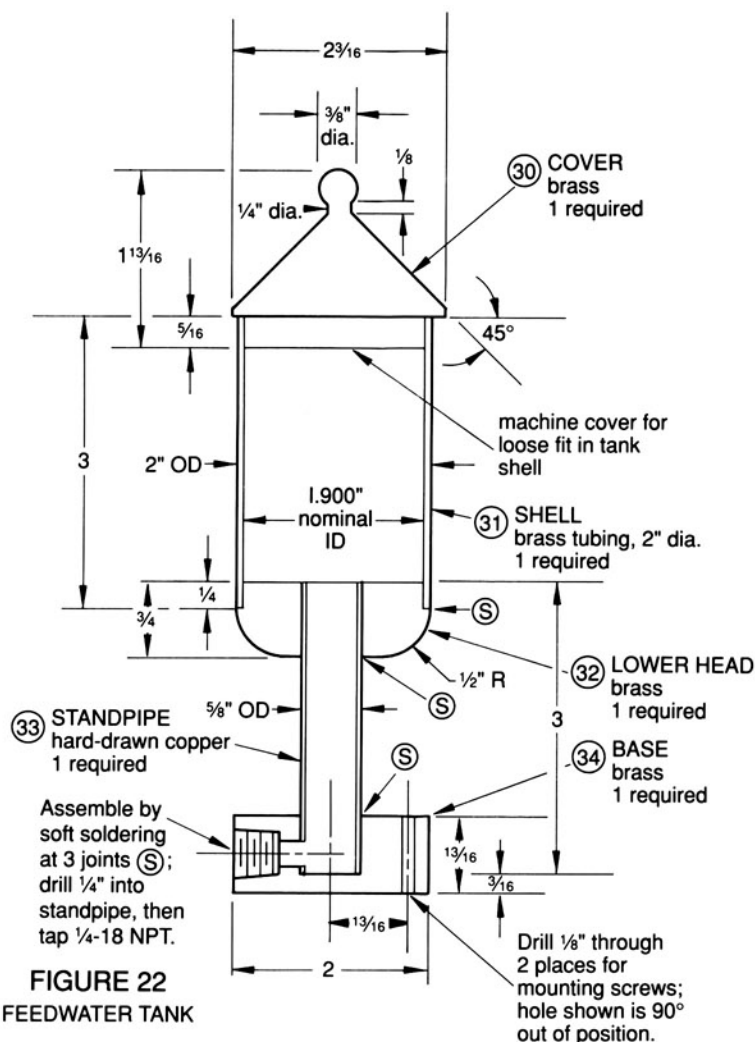 2 3/16
3/8"
dia.
1/8
30 COVER
brass
1 required
1/4" dia.
1 13/16
5/16
45°
machine cover for
loose fit in tank
shell
3
2" OD
I.900"
nominal
ID
31 SHELL
brass tubing, 2" dia.
1 required
1/4
3/4
S
32 LOWER HEAD
brass
1 required
1/2" R
S
5/8" OD
3
33 STANDPIPE
hard-drawn copper
1 required
S
34 BASE
brass
1 required
Assemble by
soft soldering
at 3 joints S;
drill 1/4" into
standpipe, then
tap 1/4-18 NPT.
13/16
3/16
13/16
2
Drill 1/8" through
2 places for
mounting screws;
hole shown is 90°
out of position.
FIGURE 22
FEEDWATER TANK